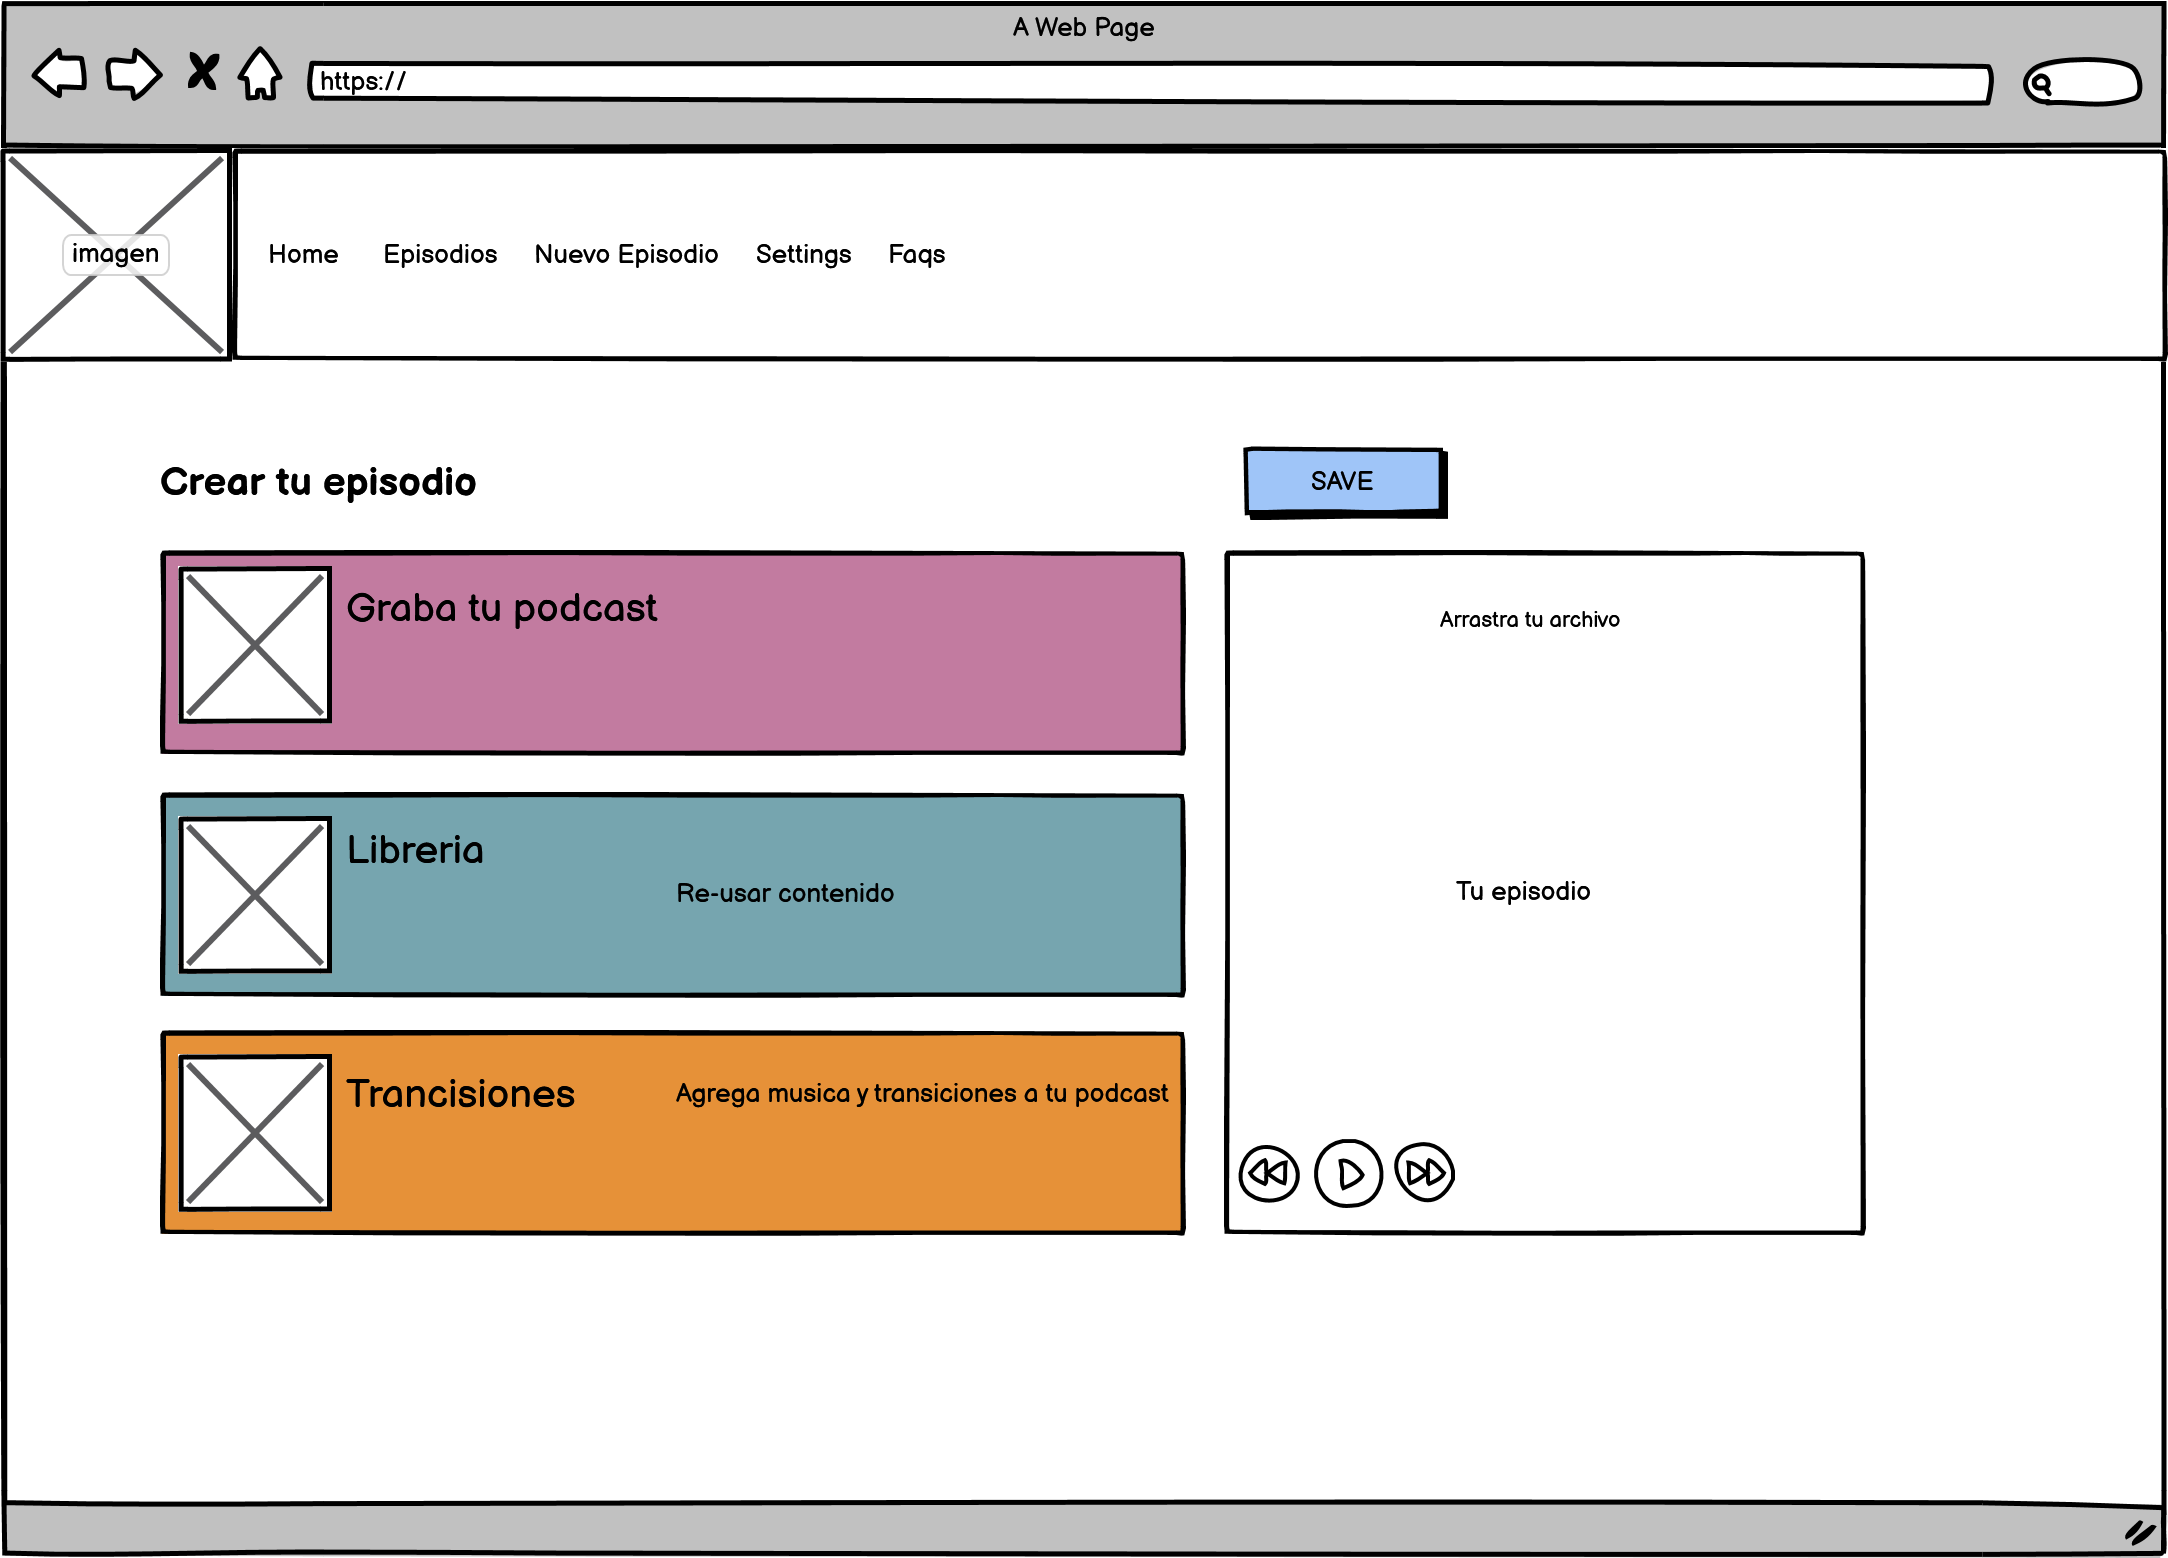 A Web Page
https://
imagen
Home Episodios Nuevo Episodio Settings Faqs
Crear tu episodio
SAVE
Graba tu podcast
Arrastra tu archivo
Libreria
Re-usar contenido
Tu episodio
Trancisiones
Agrega musica y transiciones a tu podcast